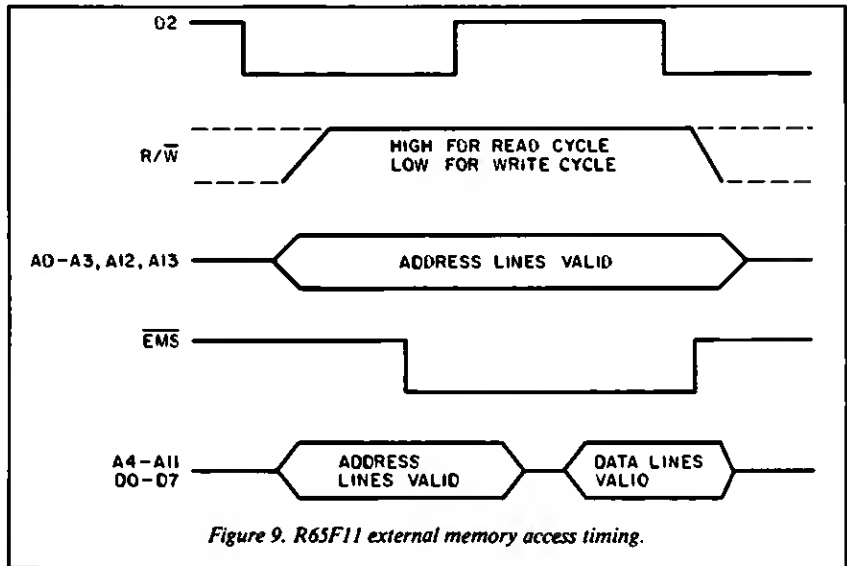 02
R/W̅
HIGH FOR READ CYCLE
LOW FOR WRITE CYCLE
A0-A3, A12, A13
ADDRESS LINES VALID
E̅M̅S̅
A4-A11
D0-D7
ADDRESS
LINES VALID
DATA LINES
VALID
Figure 9. R65F11 external memory access timing.